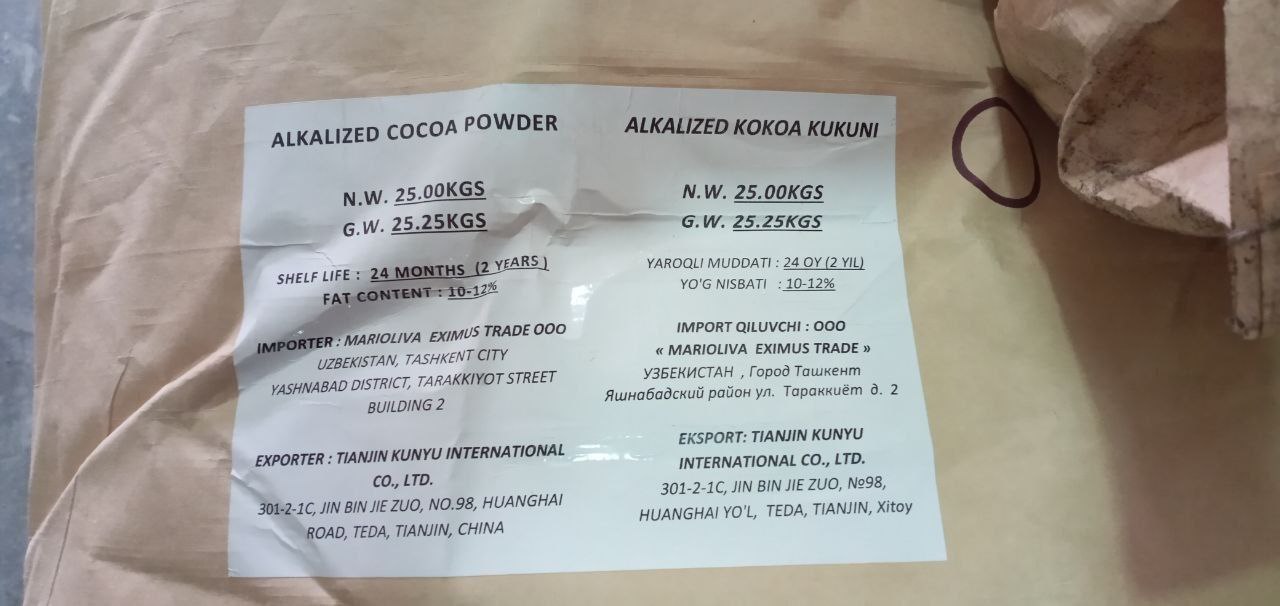 ALKALIZED COCOA POWDER
N.W. 25.00KGS
G.W. 25.25KGS
SHELF LIFE : 24 MONTHS (2 YEARS )
FAT CONTENT : 10-12%
IMPORTER : MARIOLIVA EXIMUS TRADE OOO
UZBEKISTAN, TASHKENT CITY
YASHNABAD DISTRICT, TARAKKIYOT STREET
BUILDING 2
EXPORTER : TIANJIN KUNYU INTERNATIONAL
CO., LTD.
301-2-1C, JIN BIN JIE ZUO, NO.98, HUANGHAI
ROAD, TEDA, TIANJIN, CHINA
ALKALIZED KOKOA KUKUNI
N.W. 25.00KGS
G.W. 25.25KGS
YAROQLI MUDDATI : 24 OY (2 YIL)
YO'G NISBATI : 10-12%
IMPORT QILUVCHI : OOO
« MARIOLIVA EXIMUS TRADE »
УЗБЕКИСТАН , Город Ташкент
Яшнабадский район ул. Тараккиёт д. 2
EKSPORT: TIANJIN KUNYU
INTERNATIONAL CO., LTD.
301-2-1C, JIN BIN JIE ZUO, №98,
HUANGHAI YO'L, TEDA, TIANJIN, Xitoy